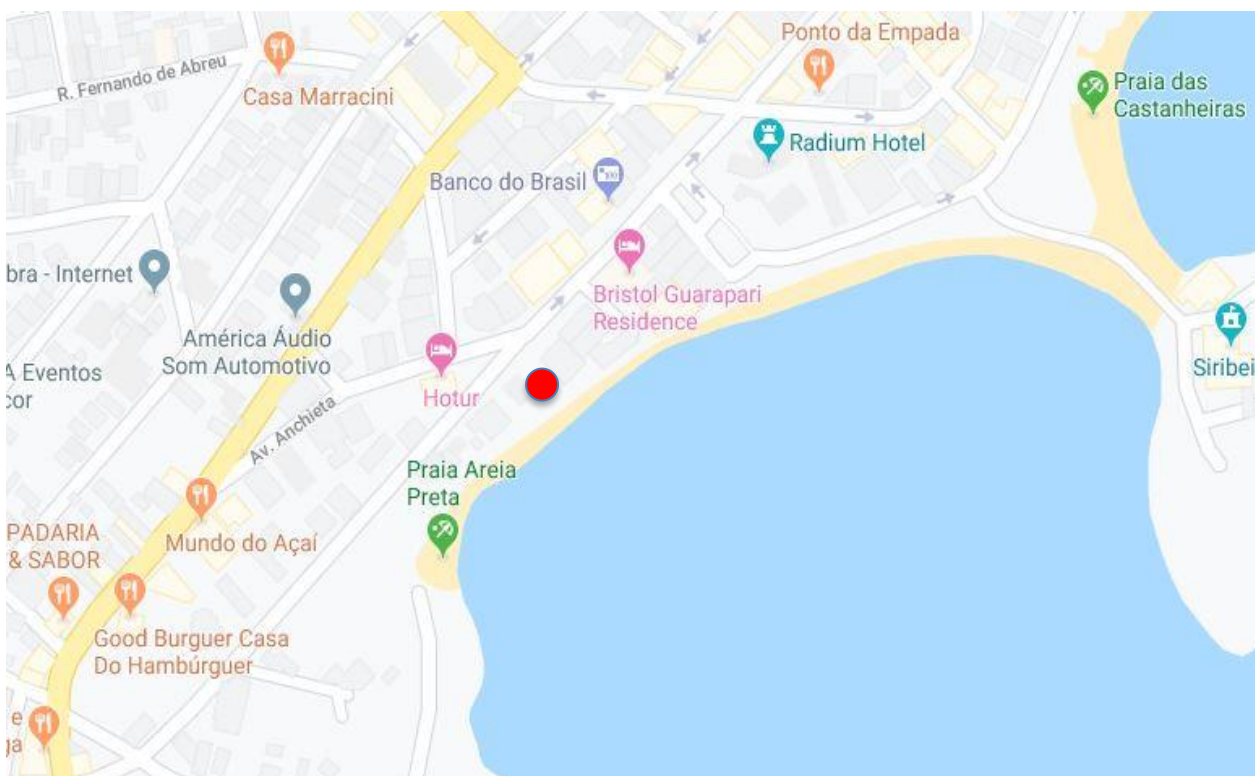 Ponto da Empada
R. Fernando de Abreu
Casa Marracini
Praia das
Castanheiras
Radium Hotel
Banco do Brasil
bra - Internet
Bristol Guarapari
Residence
América Áudio
Som Automotivo
Siribei
A Eventos
cor
Hotur
Av. Anchieta
Praia Areia
Preta
PADARIA
& SABOR
Mundo do Açaí
Good Burguer Casa
Do Hambúrguer
e
ga